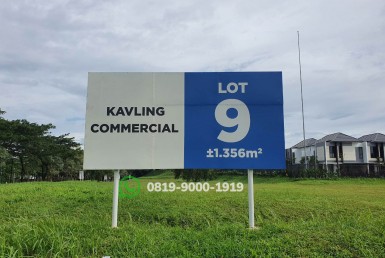 KAVLING
COMMERCIAL
LOT
9
±1.356m²
0819-9000-1919